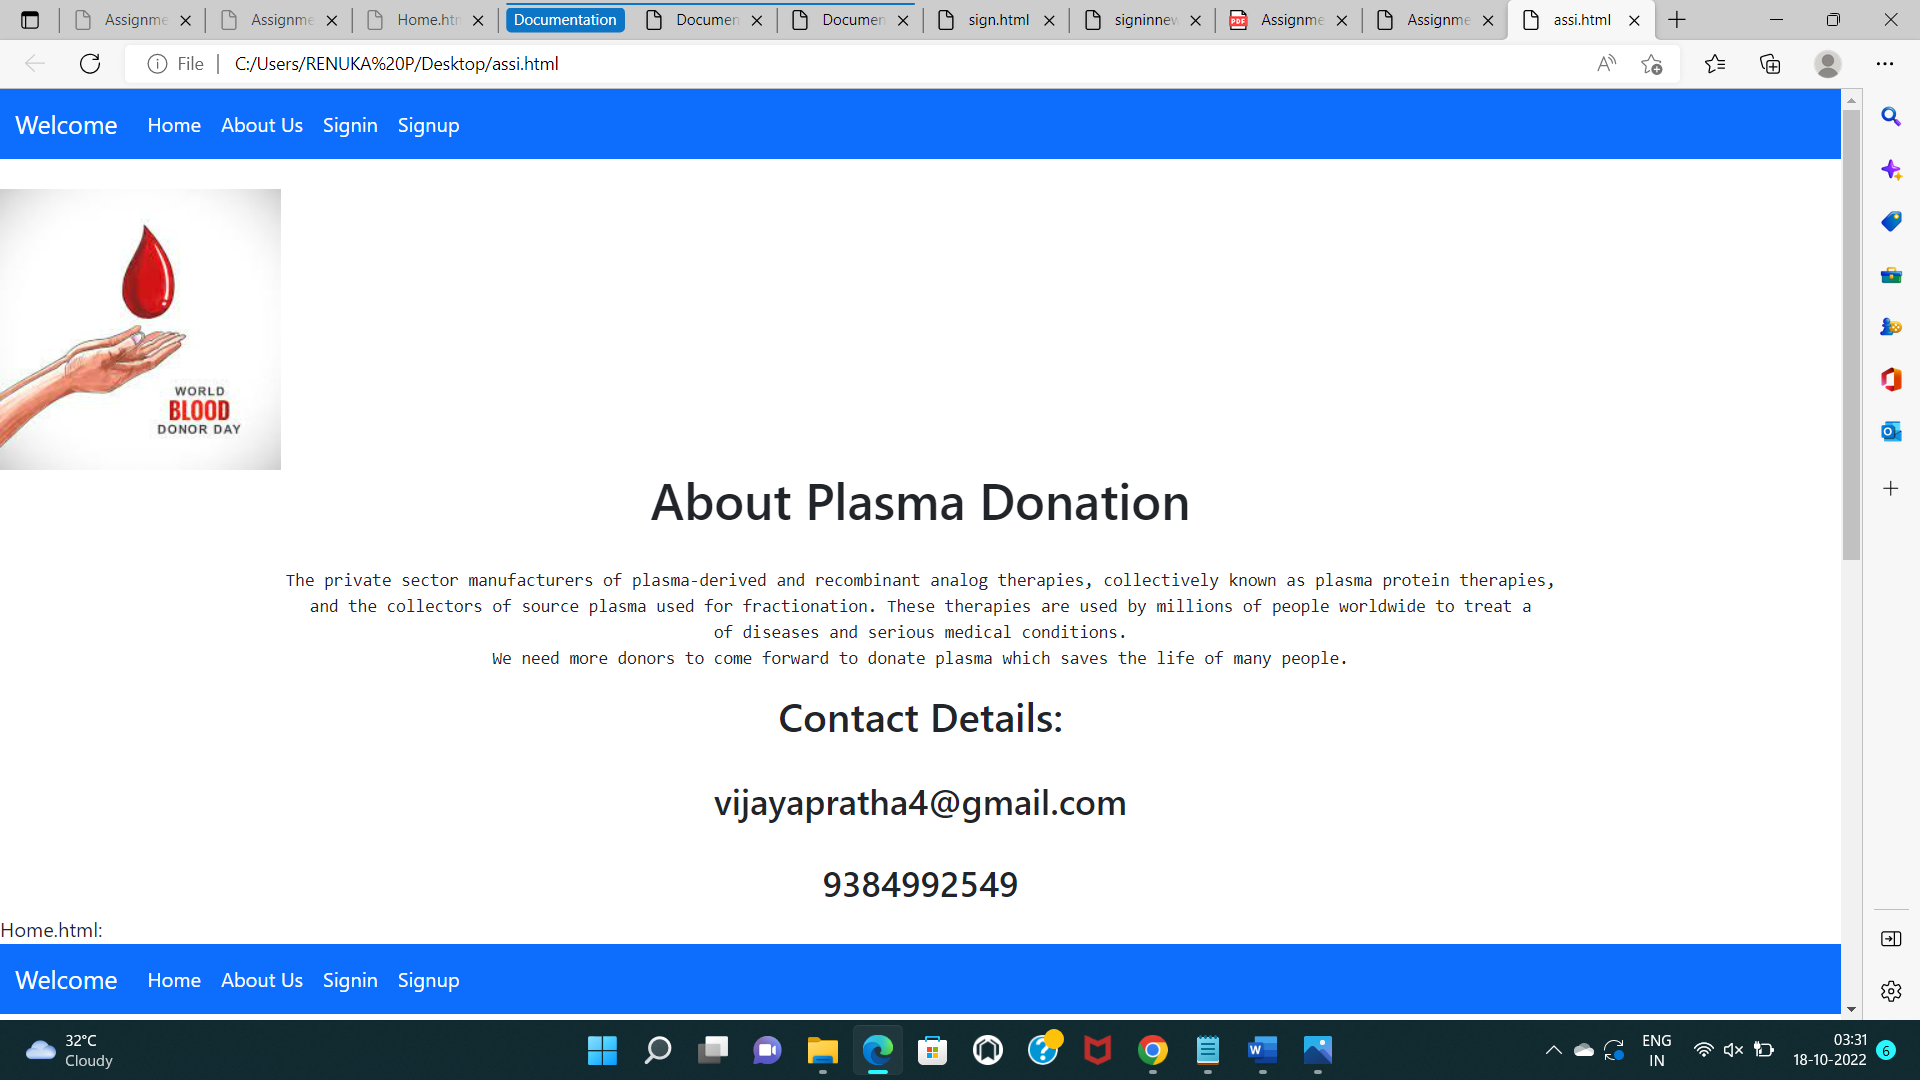 Assignme
Assignme
Home.htm
Documentation
Documen
Documen
sign.html
signinnew
PDF
Assignme
Assignme
assi.html
File
C:/Users/RENUKA%20P/Desktop/assi.html
Welcome Home About Us Signin Signup
WORLD
BLOOD
DONOR DAY
About Plasma Donation
The private sector manufacturers of plasma-derived and recombinant analog therapies, collectively known as plasma protein therapies,
and the collectors of source plasma used for fractionation. These therapies are used by millions of people worldwide to treat a
of diseases and serious medical conditions.
We need more donors to come forward to donate plasma which saves the life of many people.
Contact Details:
vijayapratha4@gmail.com
9384992549
Home.html:
Welcome Home About Us Signin Signup
32°C
Cloudy
ENG
IN
03:31
18-10-2022
6